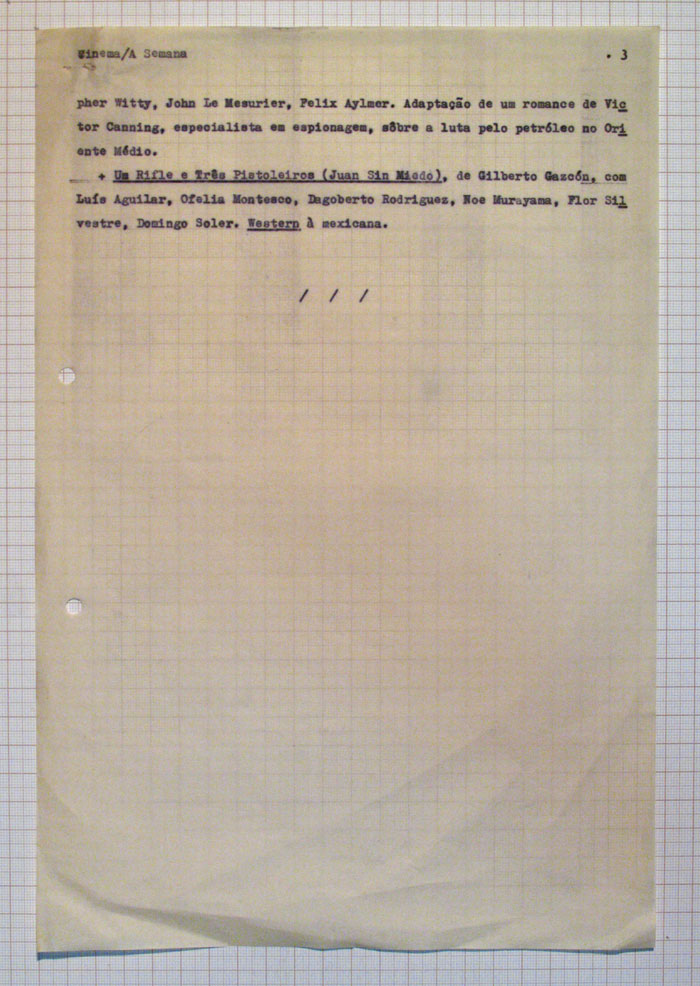 Cinema/A Semana . 3
pher Witty, John Le Mesurier, Felix Aylmer. Adaptação de um romance de Vic
tor Canning, especialista em espionagem, sôbre a luta pelo petróleo no Ori
ente Médio.
+ Um Rifle e Três Pistoleiros (Juan Sin Miedo), de Gilberto Gazcón, com
Luís Aguilar, Ofelia Montesco, Dagoberto Rodriguez, Noe Murayama, Flor Sil
vestre, Domingo Soler. Western à mexicana.
/ / /